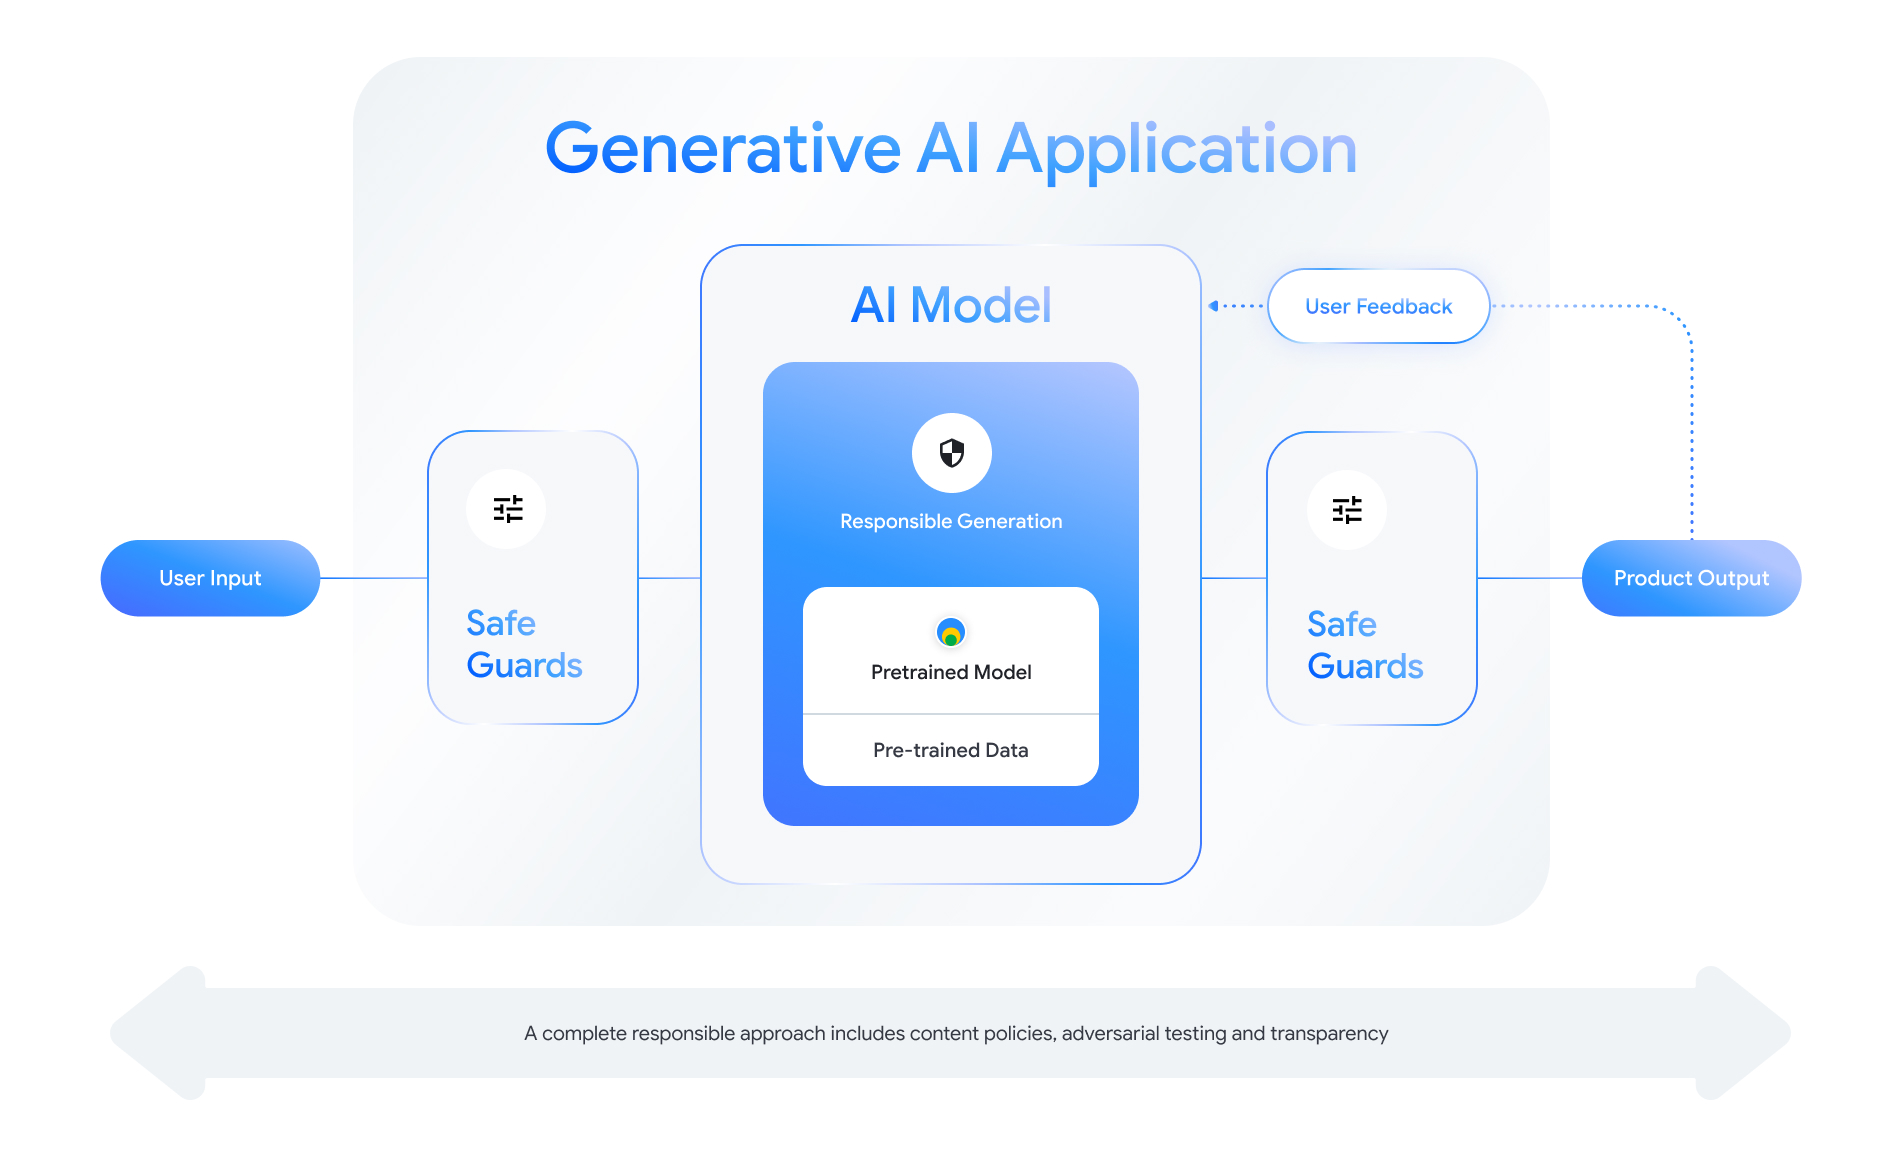 Generative AI Application
AI Model
User Feedback
Responsible Generation
User Input
Safe
Guards
Pretrained Model
Pre-trained Data
Safe
Guards
Product Output
A complete responsible approach includes content policies, adversarial testing and transparency